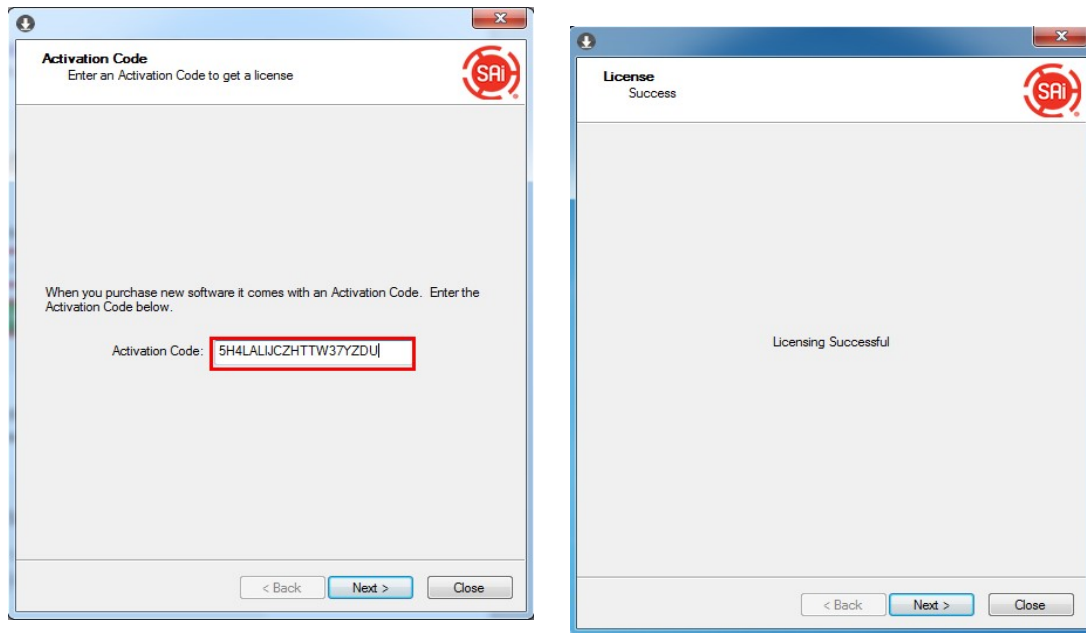 Activation Code
Enter an Activation Code to get a license
SAi
When you purchase new software it comes with an Activation Code. Enter the
Activation Code below.
Activation Code: 5H4LALIJCZHTTW37YZDU
< Back Next > Close
License
Success
SAi
Licensing Successful
< Back Next > Close